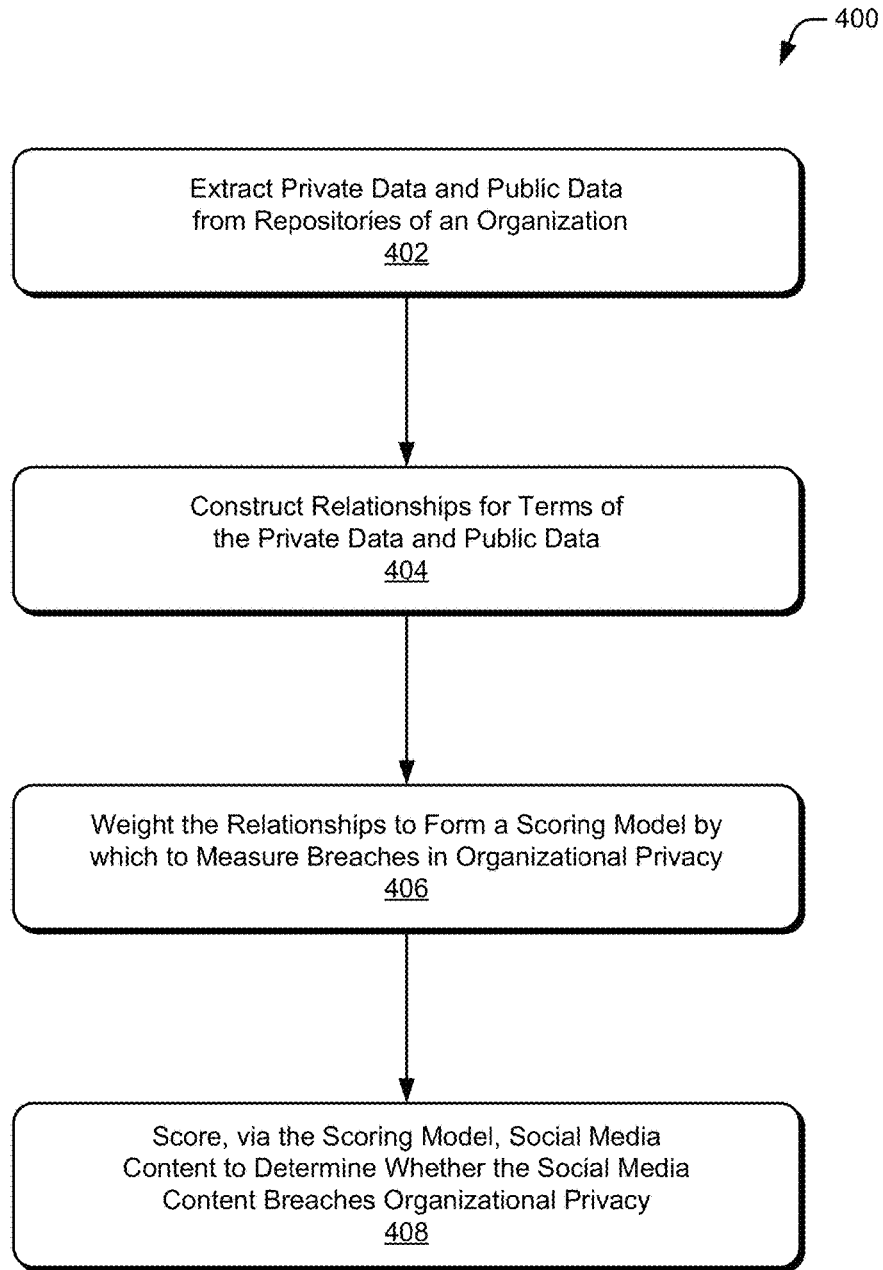 400
Extract Private Data and Public Data
from Repositories of an Organization
402
Construct Relationships for Terms of
the Private Data and Public Data
404
Weight the Relationships to Form a Scoring Model by
which to Measure Breaches in Organizational Privacy
406
Score, via the Scoring Model, Social Media
Content to Determine Whether the Social Media
Content Breaches Organizational Privacy
408